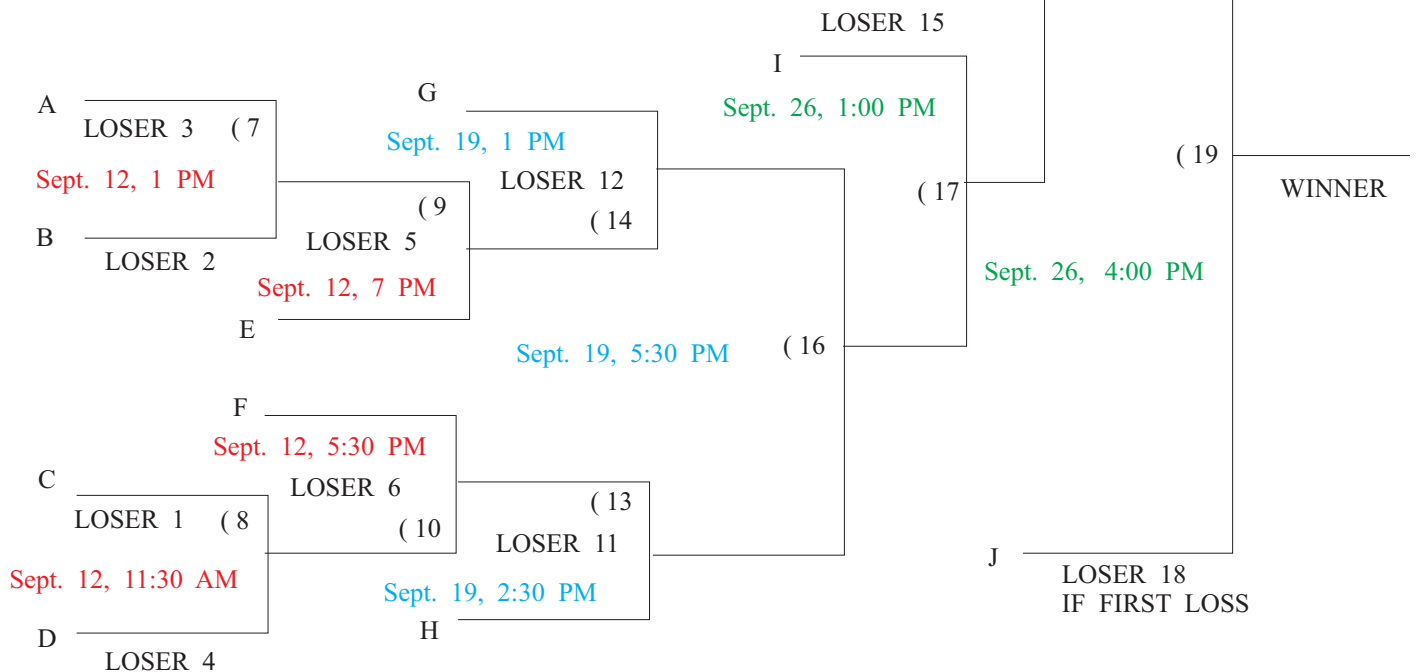 LOSER 15
I
Sept. 26, 1:00 PM
A
LOSER 3 ( 7
Sept. 12, 1 PM
B
LOSER 2
G
Sept. 19, 1 PM
LOSER 12
( 14
( 9
LOSER 5
Sept. 12, 7 PM
E
( 17
( 19
WINNER
Sept. 26, 4:00 PM
Sept. 19, 5:30 PM
( 16
F
Sept. 12, 5:30 PM
LOSER 6
( 10
C
LOSER 1 ( 8
Sept. 12, 11:30 AM
D
LOSER 4
( 13
LOSER 11
Sept. 19, 2:30 PM
H
J
LOSER 18
IF FIRST LOSS